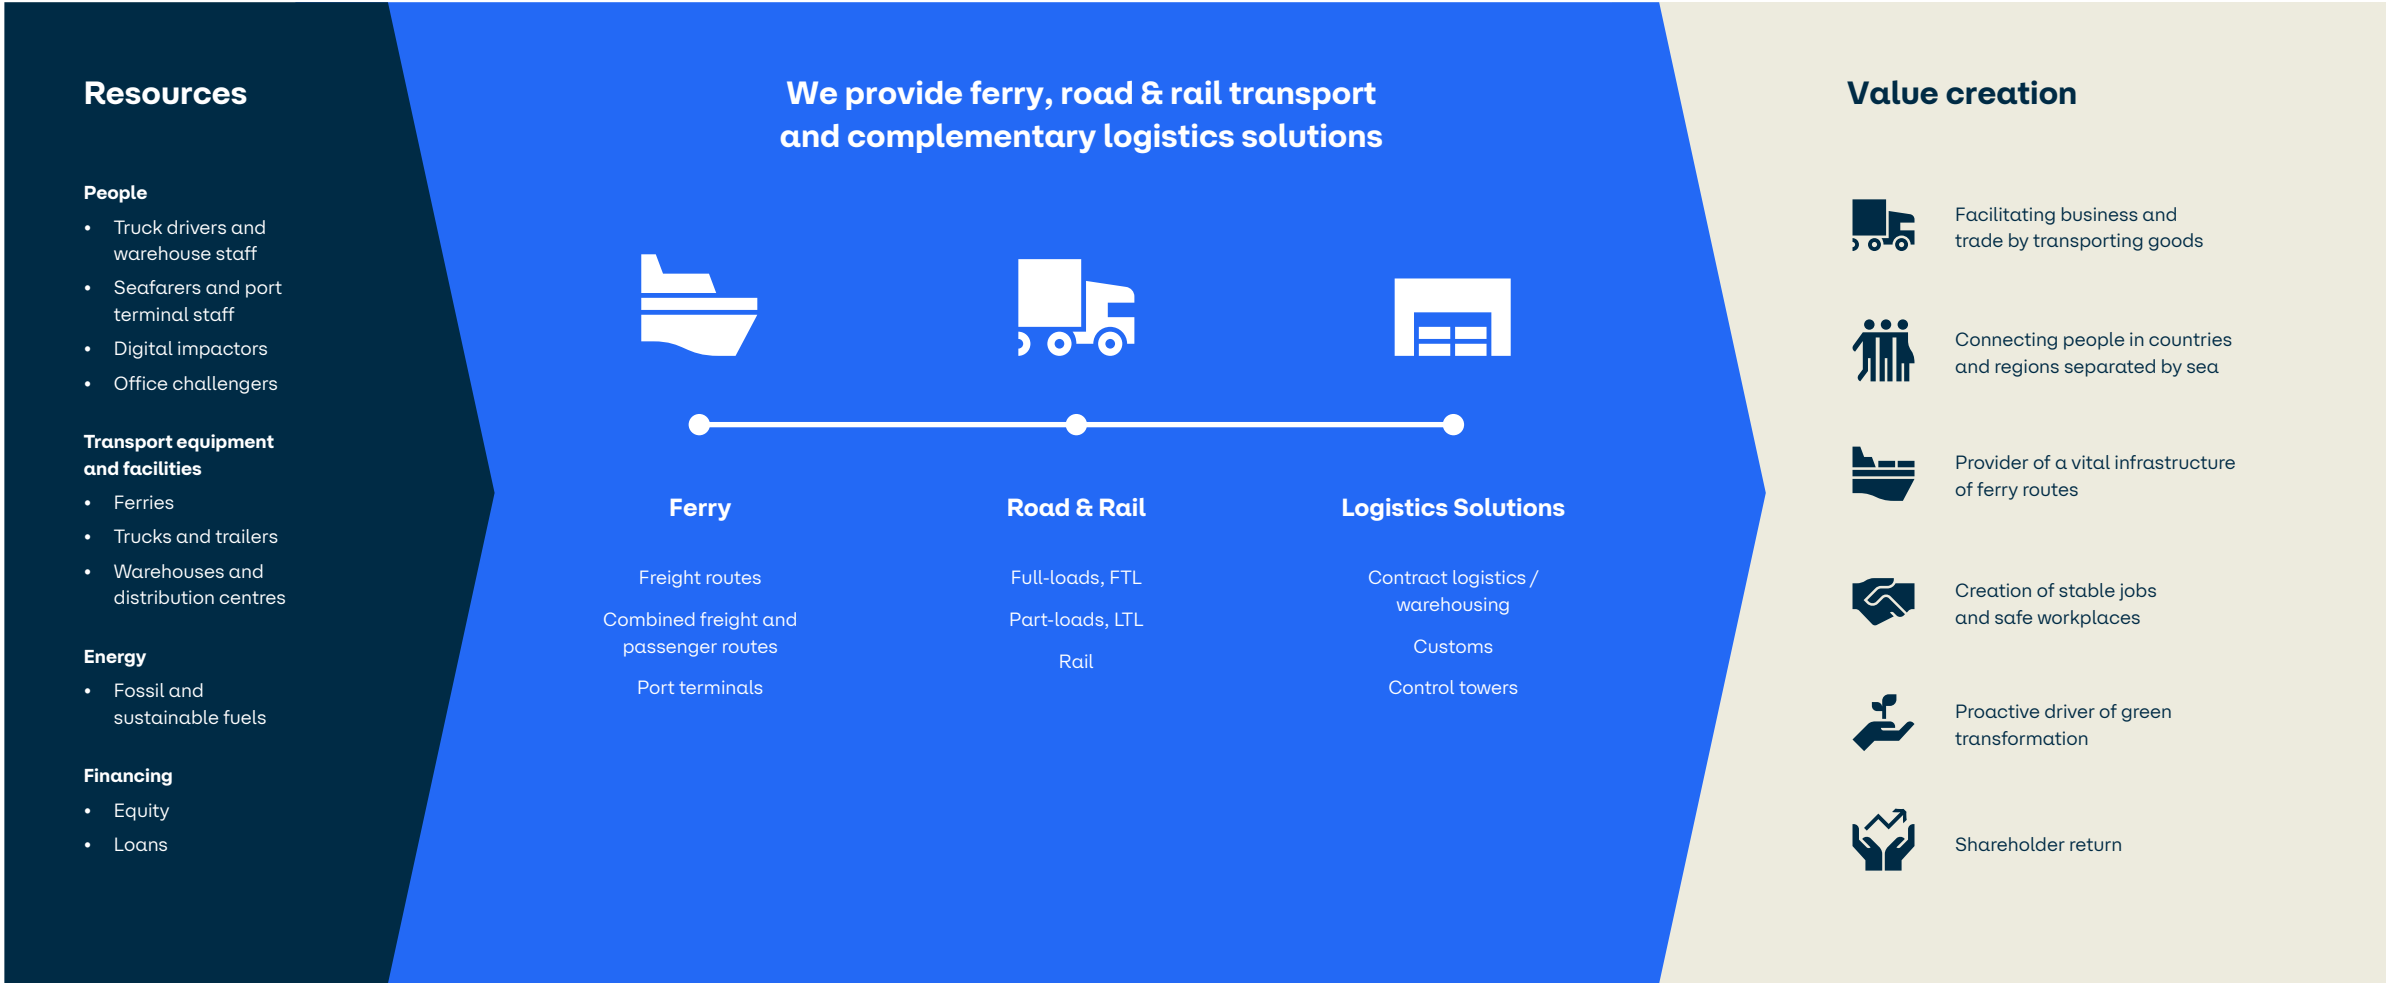 Resources
People
• Truck drivers and
warehouse staff
• Seafarers and port
terminal staff
• Digital impactors
• Office challengers
Transport equipment
and facilities
• Ferries
• Trucks and trailers
• Warehouses and
distribution centres
Energy
• Fossil and
sustainable fuels
Financing
• Equity
• Loans
We provide ferry, road & rail transport
and complementary logistics solutions
Ferry
Freight routes
Combined freight and
passenger routes
Port terminals
Road & Rail
Full-loads, FTL
Part-loads, LTL
Rail
Logistics Solutions
Contract logistics /
warehousing
Customs
Control towers
Value creation
Facilitating business and
trade by transporting goods
Connecting people in countries
and regions separated by sea
Provider of a vital infrastructure
of ferry routes
Creation of stable jobs
and safe workplaces
Proactive driver of green
transformation
Shareholder return